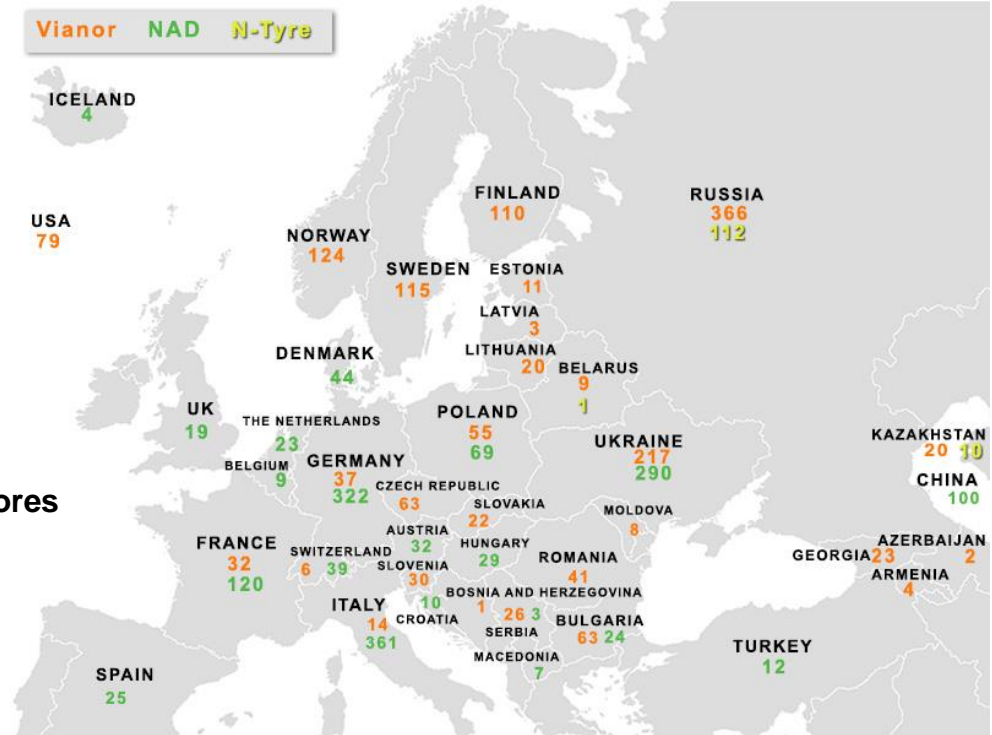 Vianor NAD N-Tyre
ICELAND
4
USA
79
FINLAND
110
RUSSIA
366
112
NORWAY
124
SWEDEN
115
ESTONIA
11
LATVIA
3
LITHUANIA
20
BELARUS
9
1
DENMARK
44
UK
19
THE NETHERLANDS
23
BELGIUM
9
GERMANY
37
322
POLAND
55
69
UKRAINE
217
290
KAZAKHSTAN
20 10
CHINA
100
CZECH REPUBLIC
63
SLOVAKIA
22
MOLDOVA
8
ores
FRANCE
32
120
SWITZERLAND
6 39
AUSTRIA
32
HUNGARY
29
SLOVENIA
30
ROMANIA
41
GEORGIA 23
AZERBAIJAN
2
ARMENIA
4
ITALY
14
361
10
CROATIA
BOSNIA AND HERZEGOVINA
1
26 3
SERBIA
BULGARIA
63 24
MACEDONIA
7
TURKEY
12
SPAIN
25